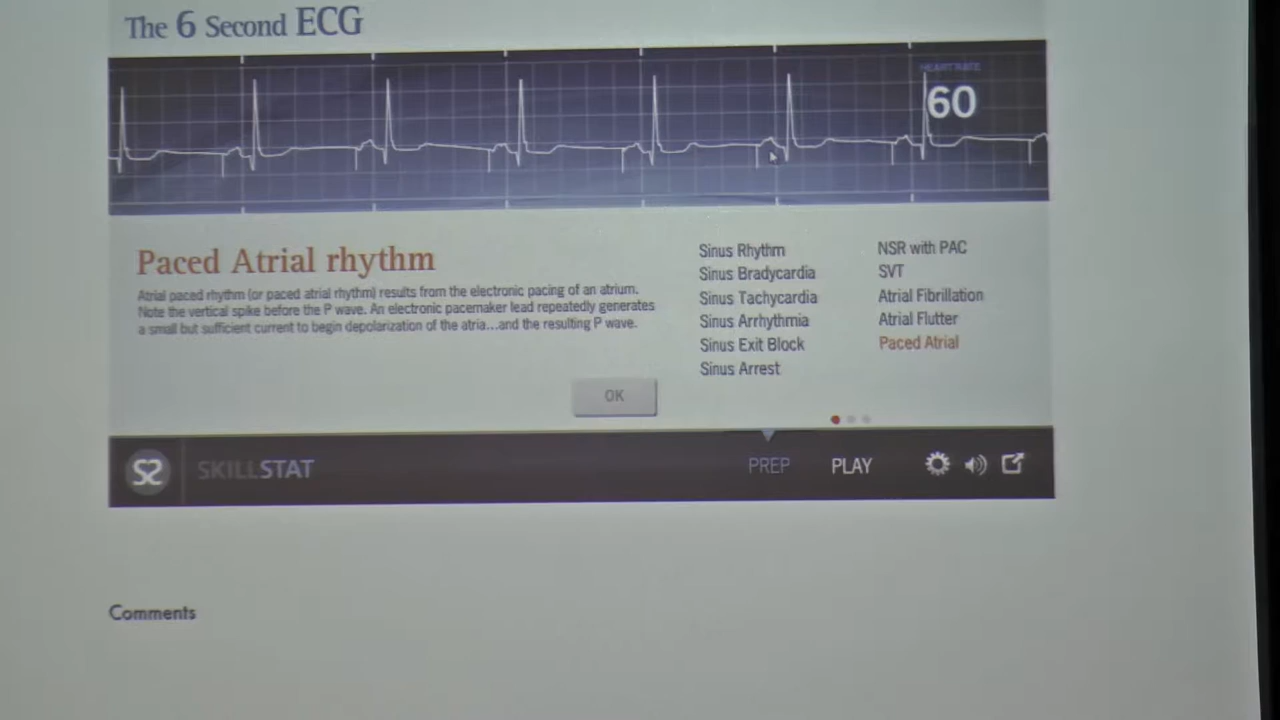 The 6 Second ECG
HEART RATE
60
Paced Atrial rhythm
Atrial paced rhythm (or paced atrial rhythm) results from the electronic pacing of an atrium.
Note the vertical spike before the P wave. An electronic pacemaker lead repeatedly generates
a small but sufficient current to begin depolarization of the atria...and the resulting P wave.
OK
Sinus Rhythm
Sinus Bradycardia
Sinus Tachycardia
Sinus Arrhythmia
Sinus Exit Block
Sinus Arrest
NSR with PAC
SVT
Atrial Fibrillation
Atrial Flutter
Paced Atrial
S2 SKILLSTAT
PREP PLAY
Comments